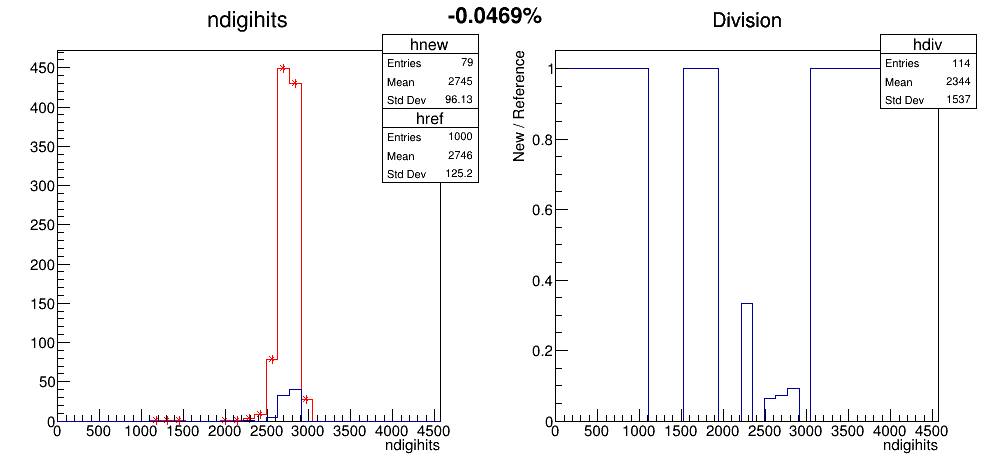 -0.0469%
ndigihits
hnew
Entries 79
Mean 2745
Std Dev 96.13
href
Entries 1000
Mean 2746
Std Dev 125.2
450
400
350
300
250
200
150
100
50
0
0 500 1000 1500 2000 2500 3000 3500 4000 4500
ndigihits
Division
hdiv
Entries 114
Mean 2344
Std Dev 1537
New / Reference
1
0.8
0.6
0.4
0.2
0
0 500 1000 1500 2000 2500 3000 3500 4000 4500
ndigihits